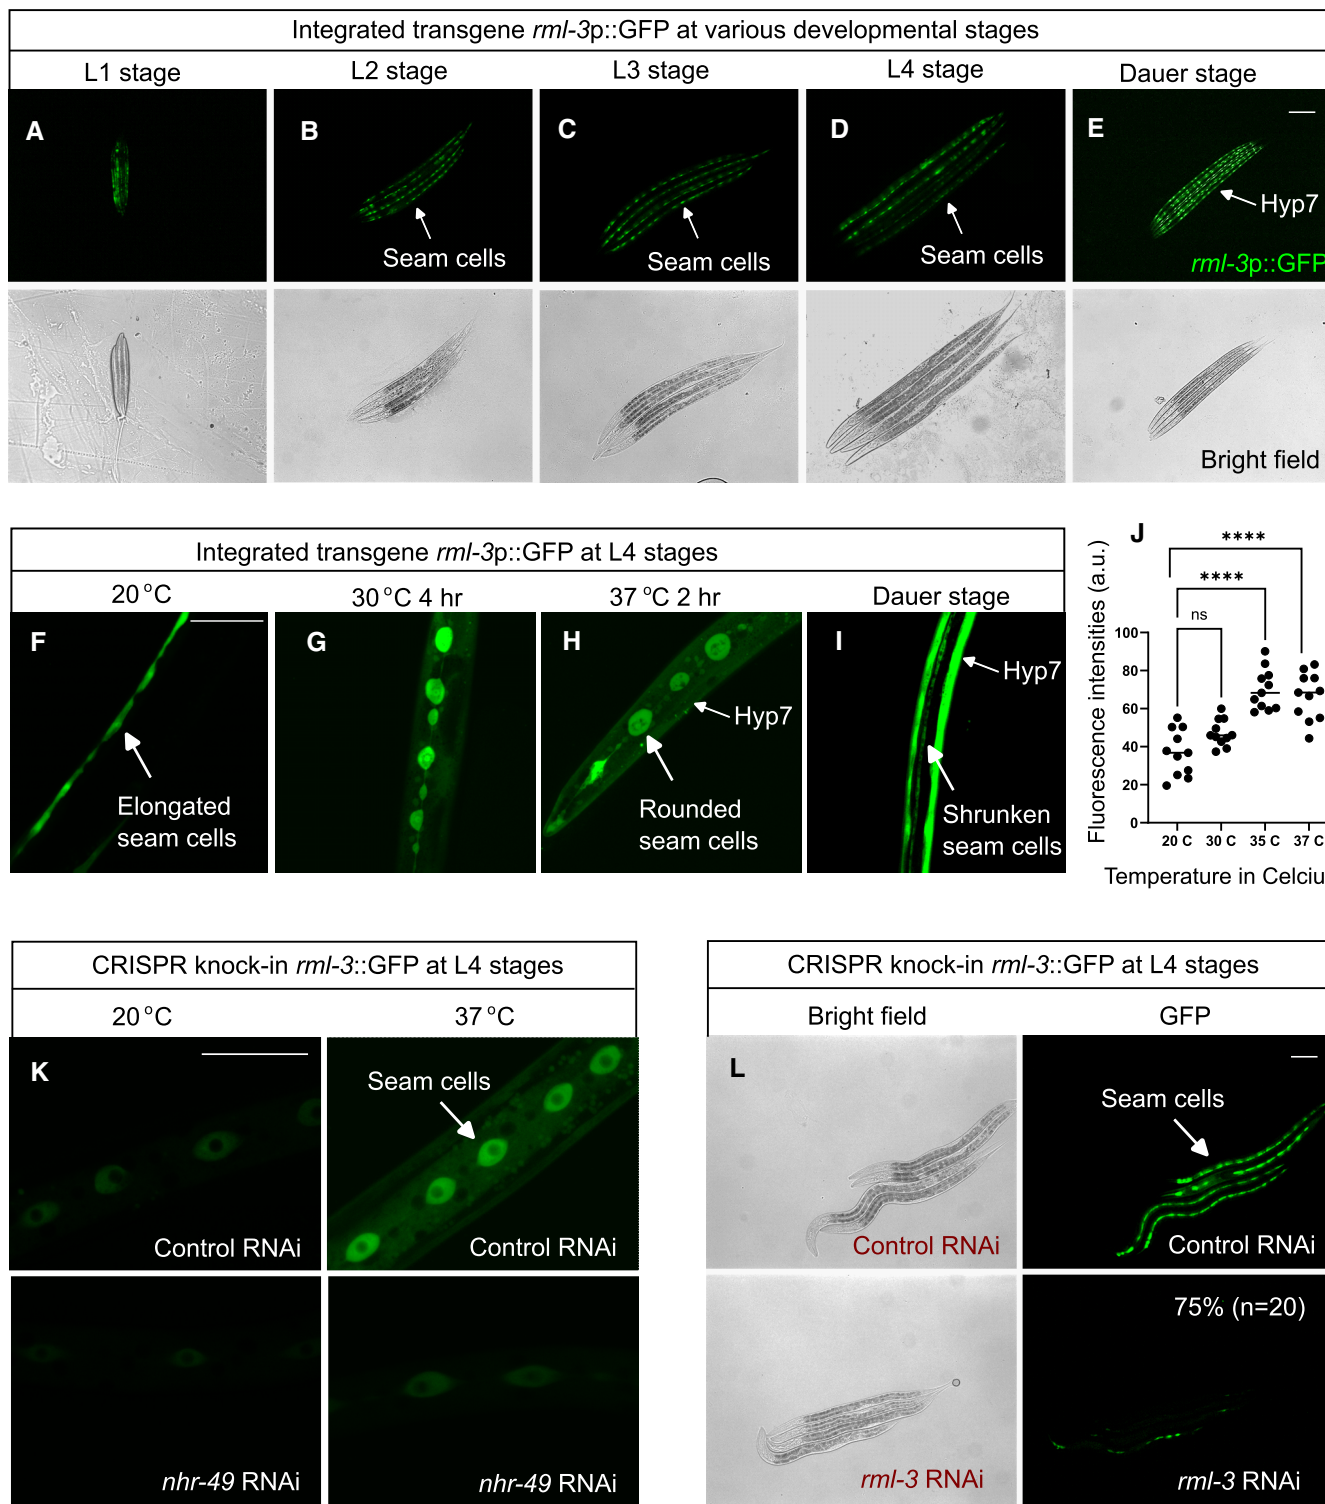 Integrated transgene rml-3p::GFP at various developmental stages
L1 stage
L2 stage
L3 stage
L4 stage
Dauer stage
A
B
C
D
E
Seam cells
Seam cells
Seam cells
Hyp7
rml-3p::GFP
Bright field
Integrated transgene rml-3p::GFP at L4 stages
20 °C
30 °C 4 hr
37 °C 2 hr
Dauer stage
F
G
H
I
Elongated
seam cells
Hyp7
Rounded
seam cells
Hyp7
Shrunken
seam cells
J
****
****
ns
Fluorescence intensities (a.u.)
100
80
60
40
20
0
20 C
30 C
35 C
37 C
Temperature in Celciu
CRISPR knock-in rml-3::GFP at L4 stages
20 °C
37 °C
K
Seam cells
Control RNAi
Control RNAi
nhr-49 RNAi
nhr-49 RNAi
CRISPR knock-in rml-3::GFP at L4 stages
Bright field
GFP
L
Seam cells
Control RNAi
Control RNAi
75% (n=20)
rml-3 RNAi
rml-3 RNAi